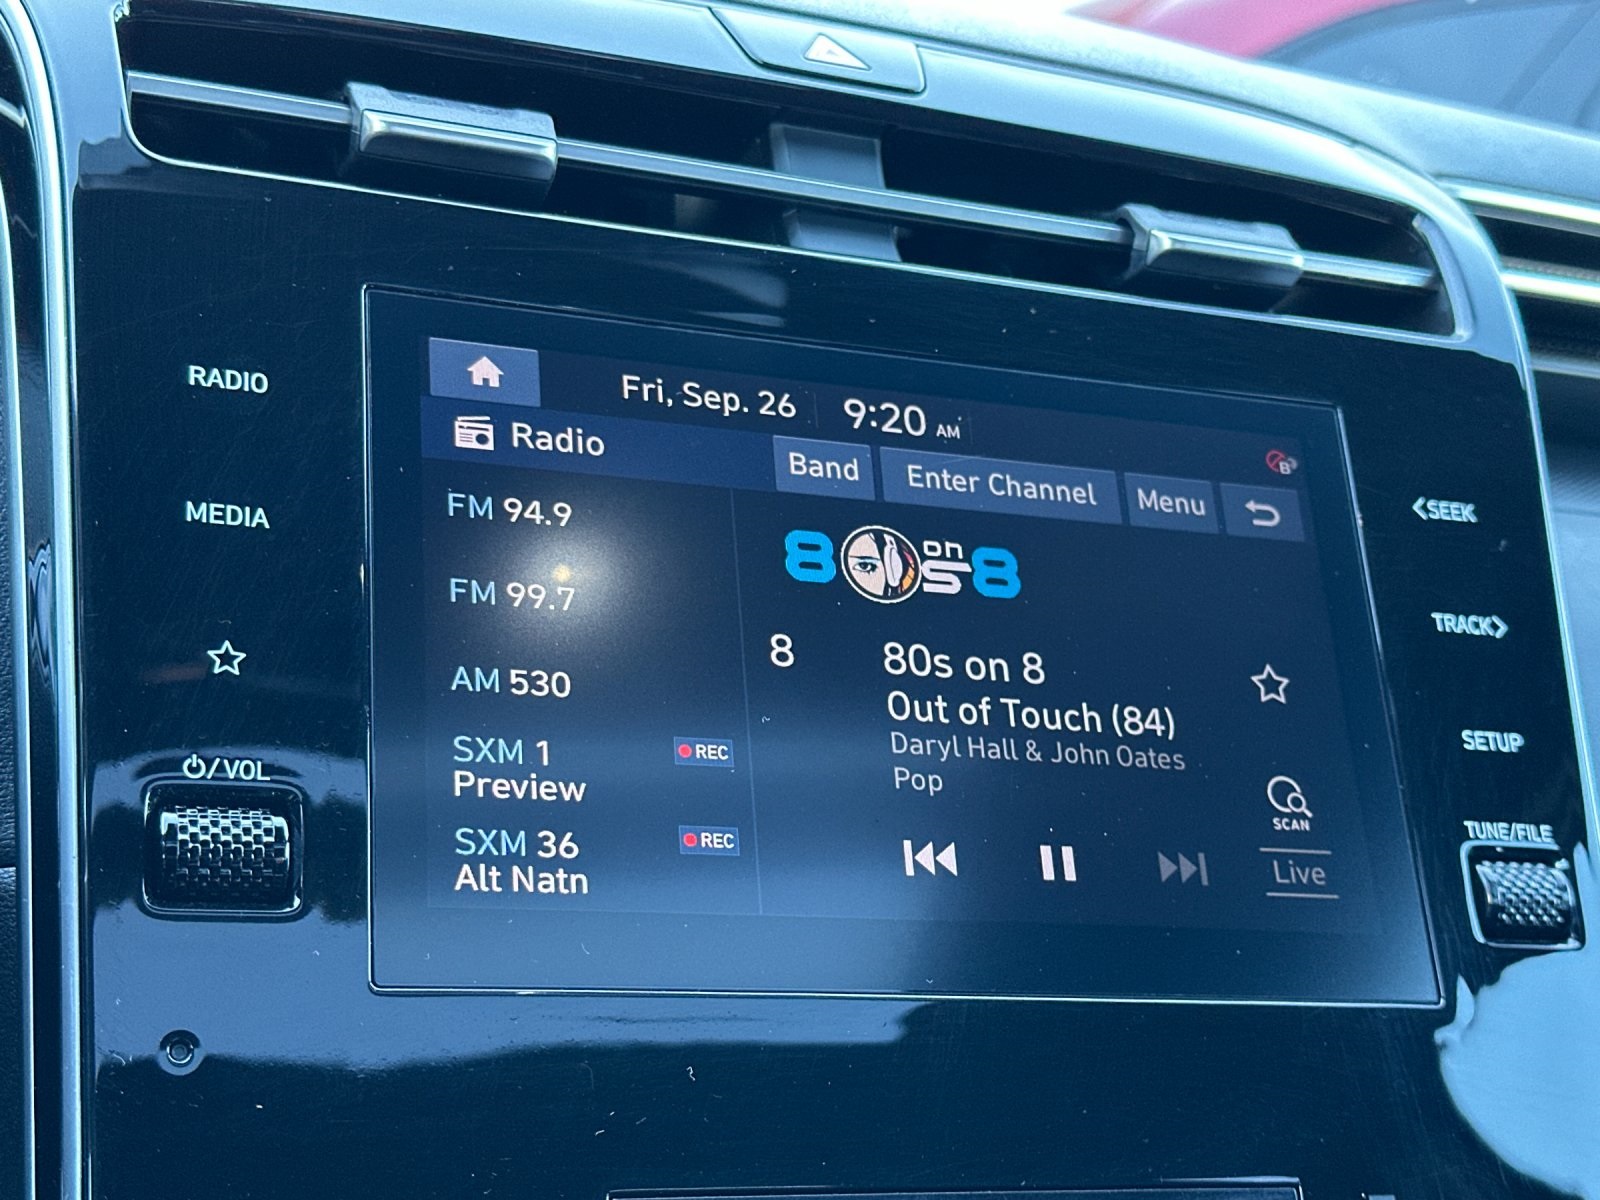 Fri, Sep. 26 9:20 AM
Radio
Band Enter Channel Menu
FM 94.9
FM 99.7
AM 530
SXM 1 REC
Preview
SXM 36 REC
Alt Natn
80s on 8
8 80s on 8
Out of Touch (84)
Daryl Hall & John Oates
Pop
SCAN
Live
RADIO
MEDIA
/VOL
<SEEK
TRACK>
SETUP
TUNE/FILE